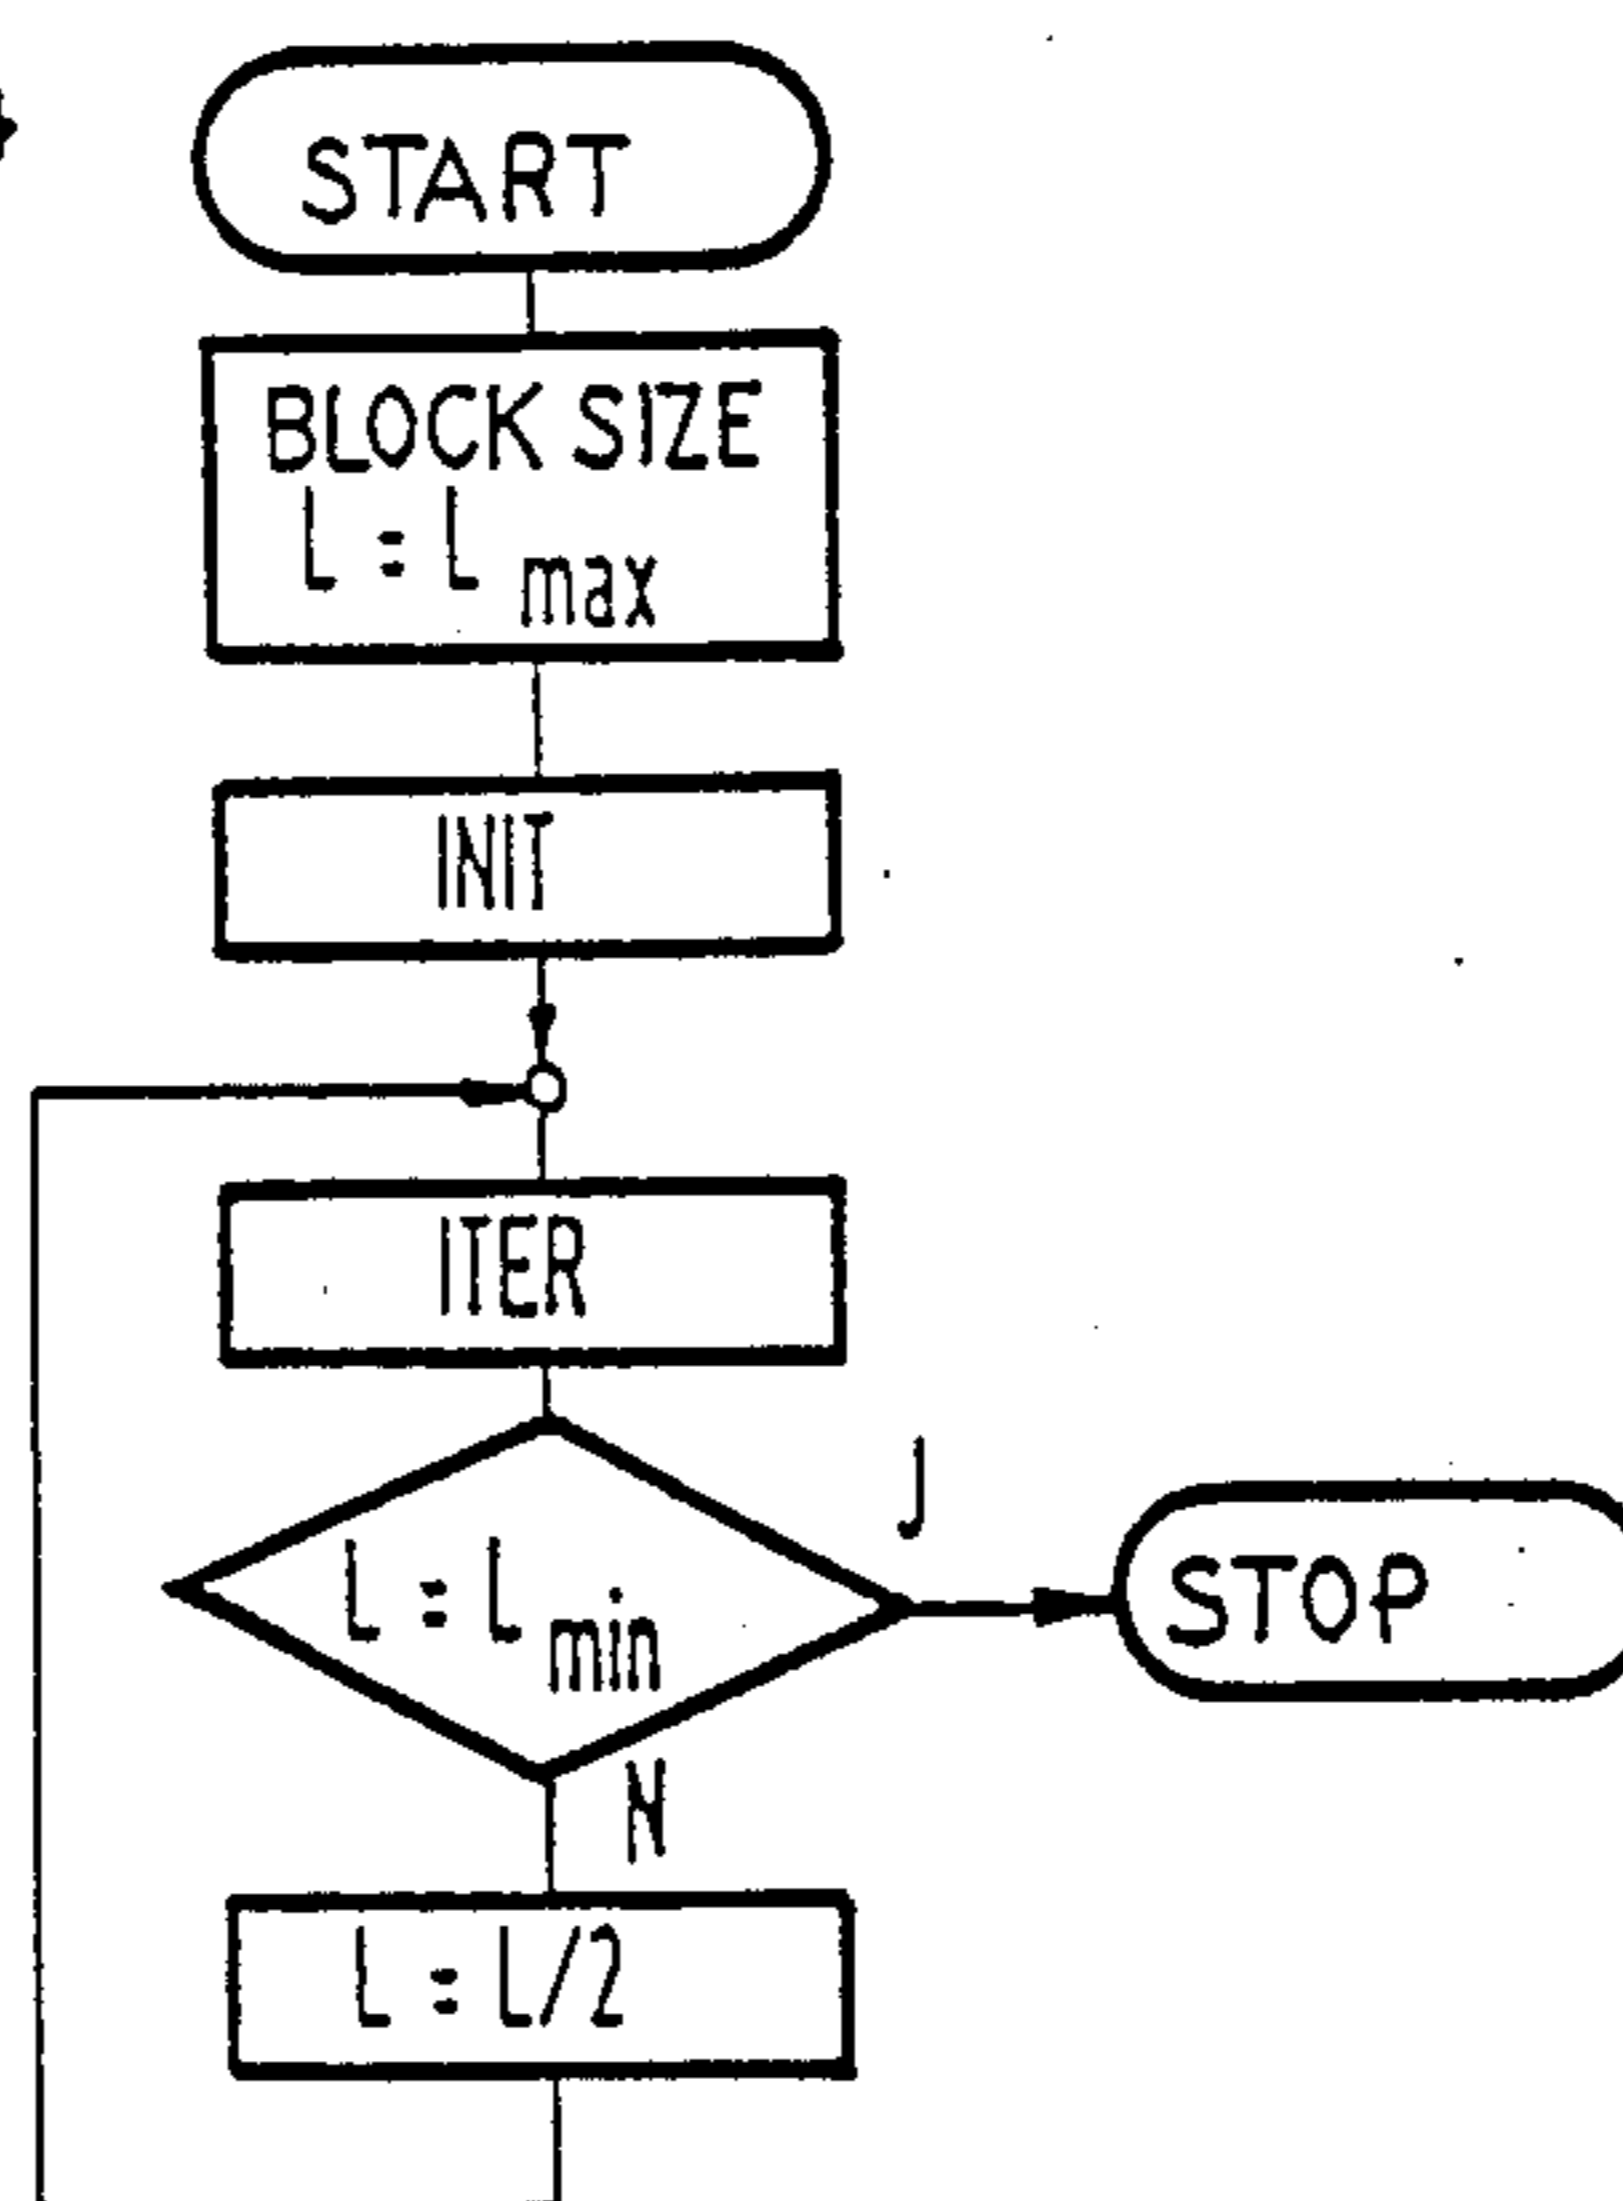 START
BLOCK SIZE
L = L max
INIT
ITER
L = L min
J
STOP
N
L = L/2